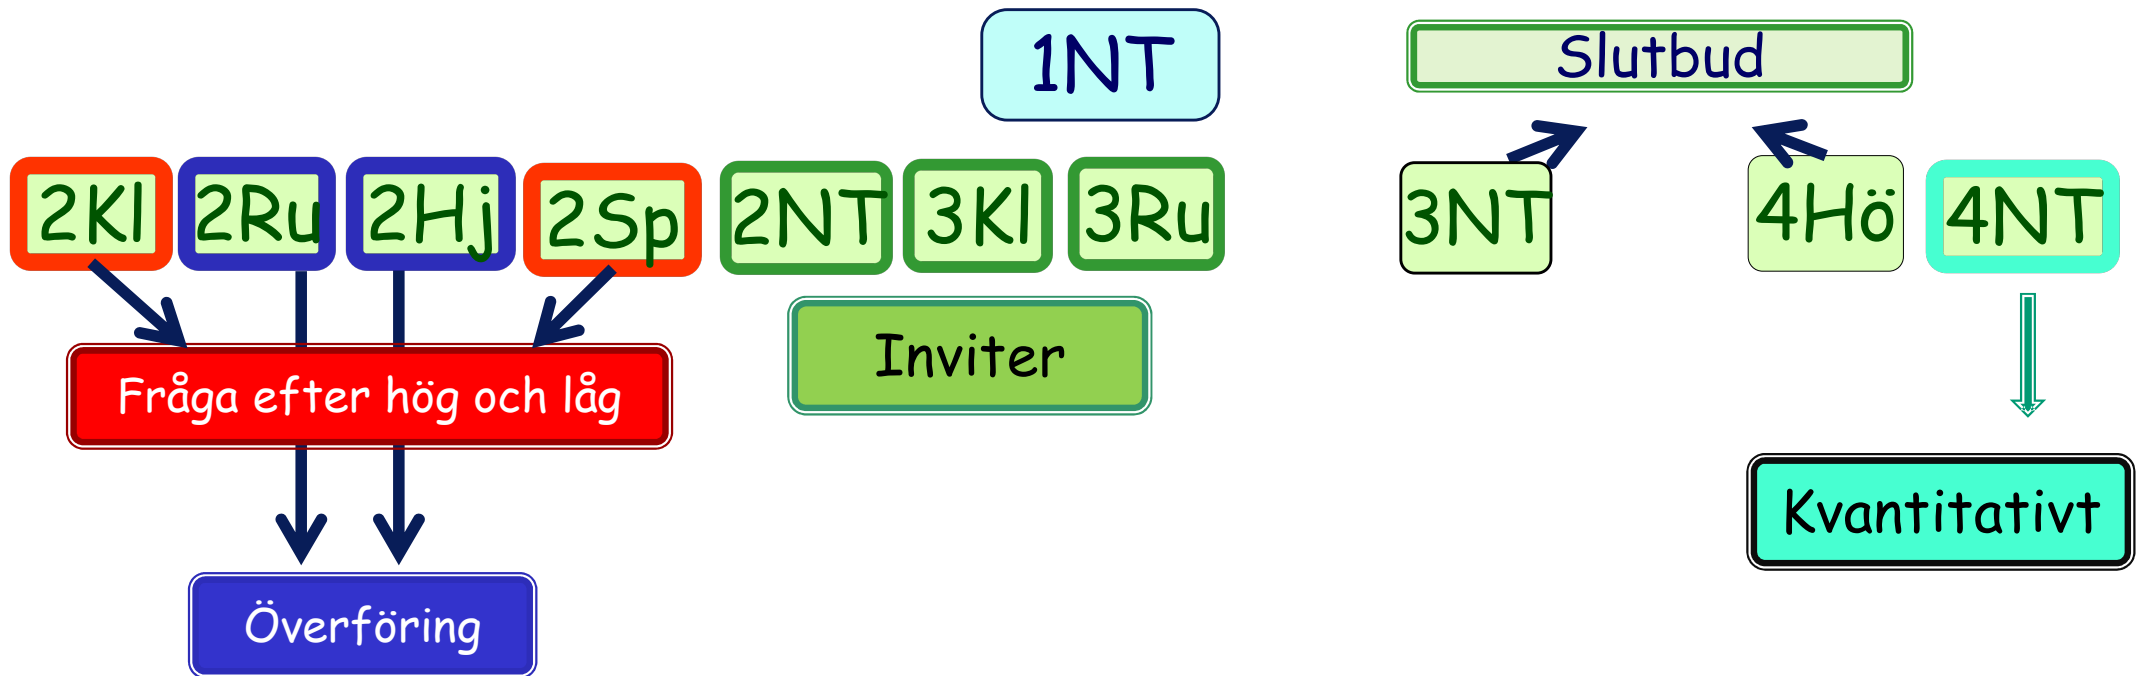 1NT
Slutbud
2Kl
2Ru
2Hj
2Sp
2NT
3Kl
3Ru
3NT
4Hö
4NT
Inviter
Fråga efter hög och låg
Kvantitativt
Överföring